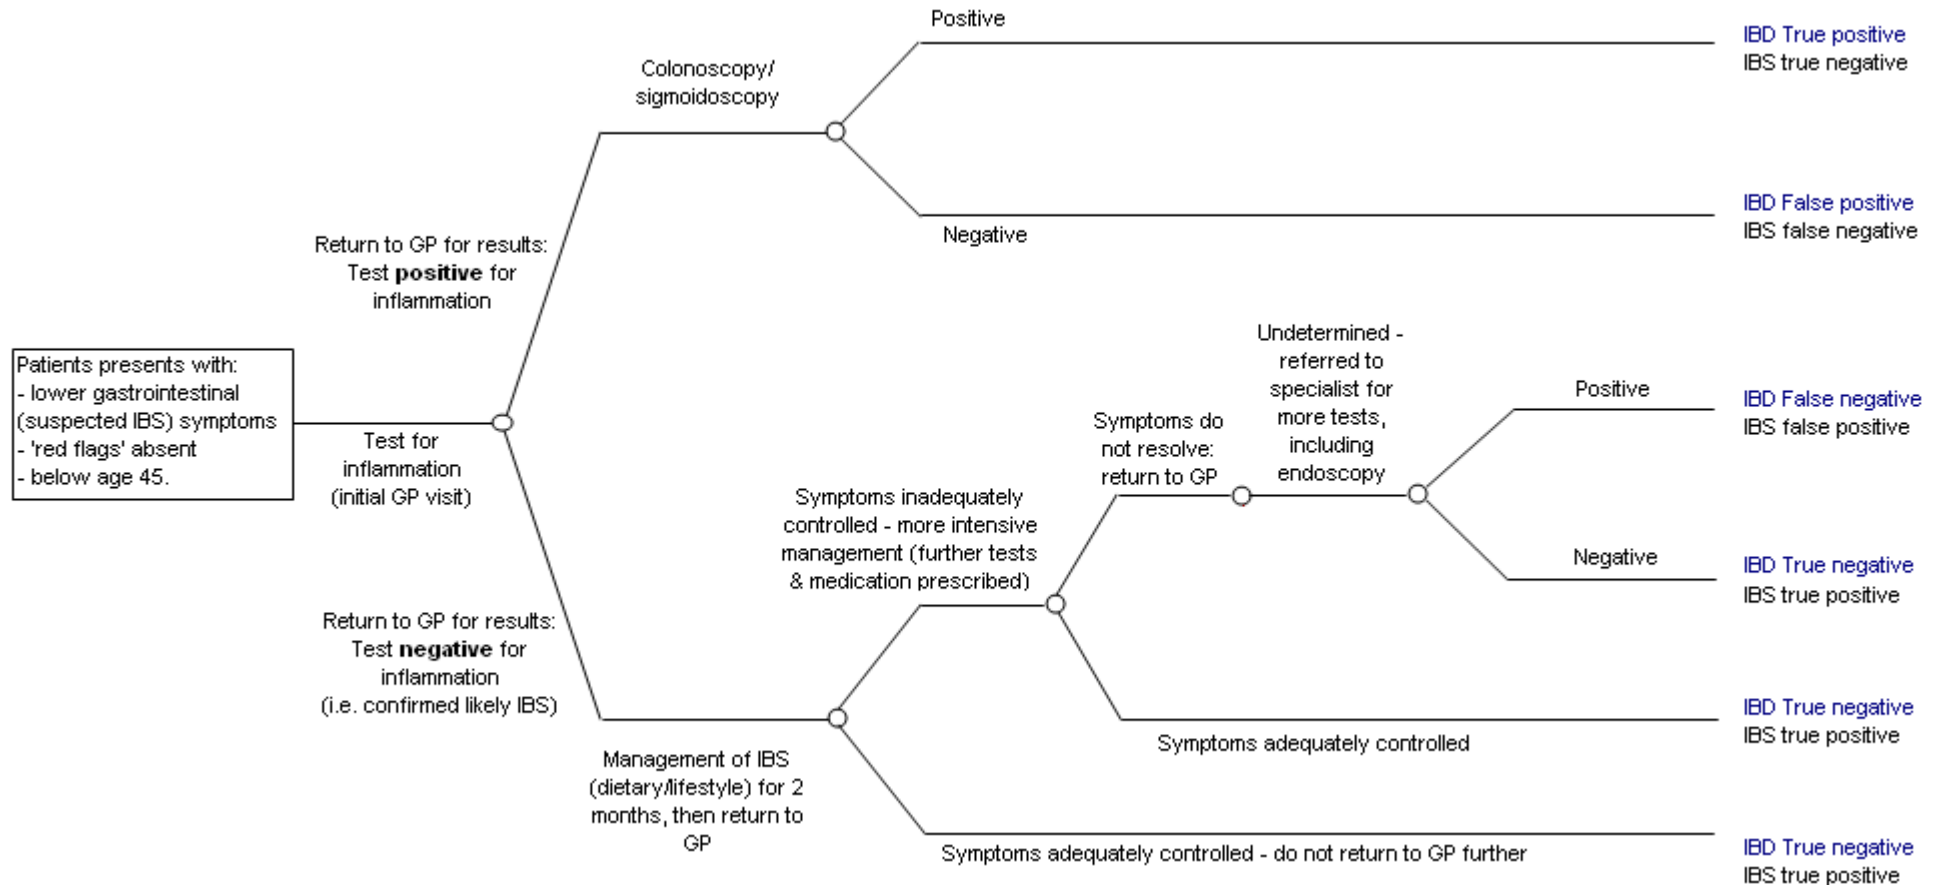 Patients presents with:
- lower gastrointestinal
(suspected IBS) symptoms
- 'red flags' absent
- below age 45.
Test for
inflammation
(initial GP visit)
Return to GP for results:
Test positive for
inflammation
Colonoscopy/
sigmoidoscopy
Positive
IBD True positive
IBS true negative
Negative
IBD False positive
IBS false negative
Return to GP for results:
Test negative for
inflammation
(i.e. confirmed likely IBS)
Management of IBS
(dietary/lifestyle) for 2
months, then return to
GP
Symptoms inadequately
controlled - more intensive
management (further tests
& medication prescribed)
Symptoms do
not resolve:
return to GP
Undetermined -
referred to
specialist for
more tests,
including
endoscopy
Positive
IBD False negative
IBS false positive
Negative
IBD True negative
IBS true positive
Symptoms adequately controlled
IBD True negative
IBS true positive
Symptoms adequately controlled - do not return to GP further
IBD True negative
IBS true positive